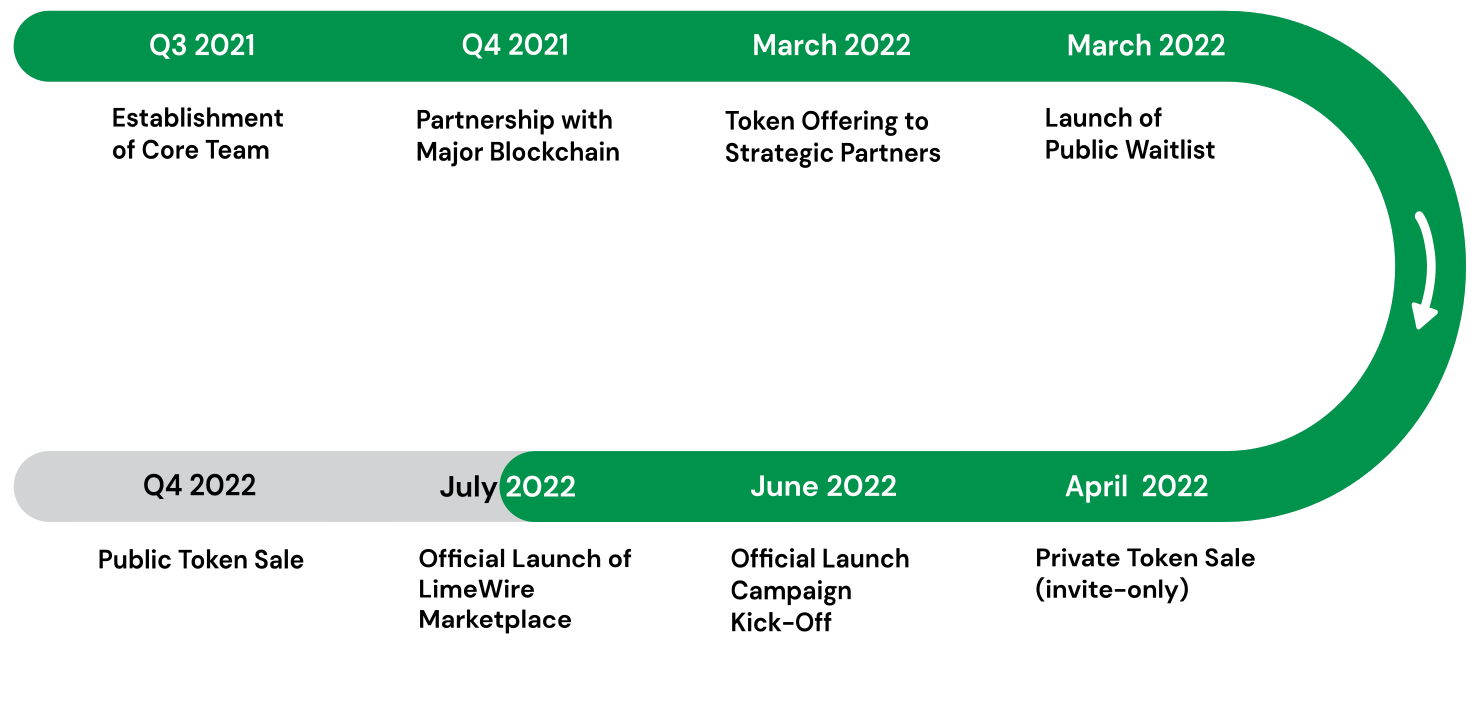 Q3 2021
Q4 2021
March 2022
March 2022
Establishment
of Core Team
Partnership with
Major Blockchain
Token Offering to
Strategic Partners
Launch of
Public Waitlist
Q4 2022
July 2022
June 2022
April 2022
Public Token Sale
Official Launch of
LimeWire
Marketplace
Official Launch
Campaign
Kick-Off
Private Token Sale
(invite-only)